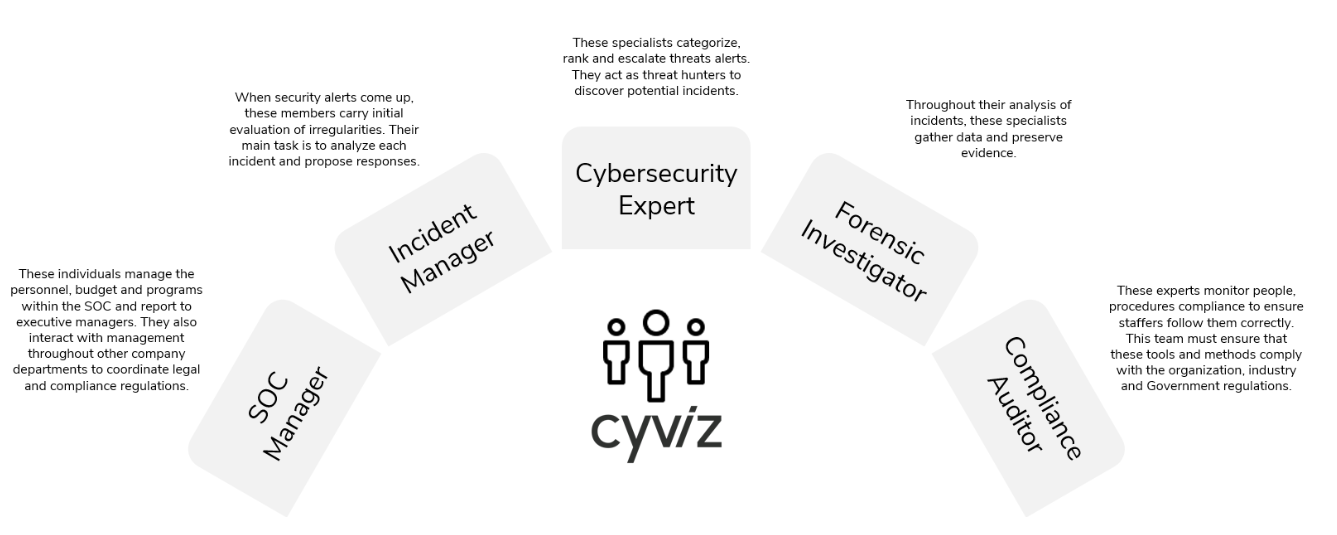 These individuals manage the
personnel, budget and programs
within the SOC and report to
executive managers. They also
interact with management
throughout other company
departments to coordinate legal
and compliance regulations.
SOC
Manager
When security alerts come up,
these members carry initial
evaluation of irregularities. Their
main task is to analyze each
incident and propose responses.
Incident
Manager
These specialists categorize,
rank and escalate threats alerts.
They act as threat hunters to
discover potential incidents.
Cybersecurity
Expert
Throughout their analysis of
incidents, these specialists
gather data and preserve
evidence.
Forensic
Investigator
These experts monitor people,
procedures compliance to ensure
staffers follow them correctly.
This team must ensure that
these tools and methods comply
with the organization, industry
and Government regulations.
Compliance
Auditor
cyviz